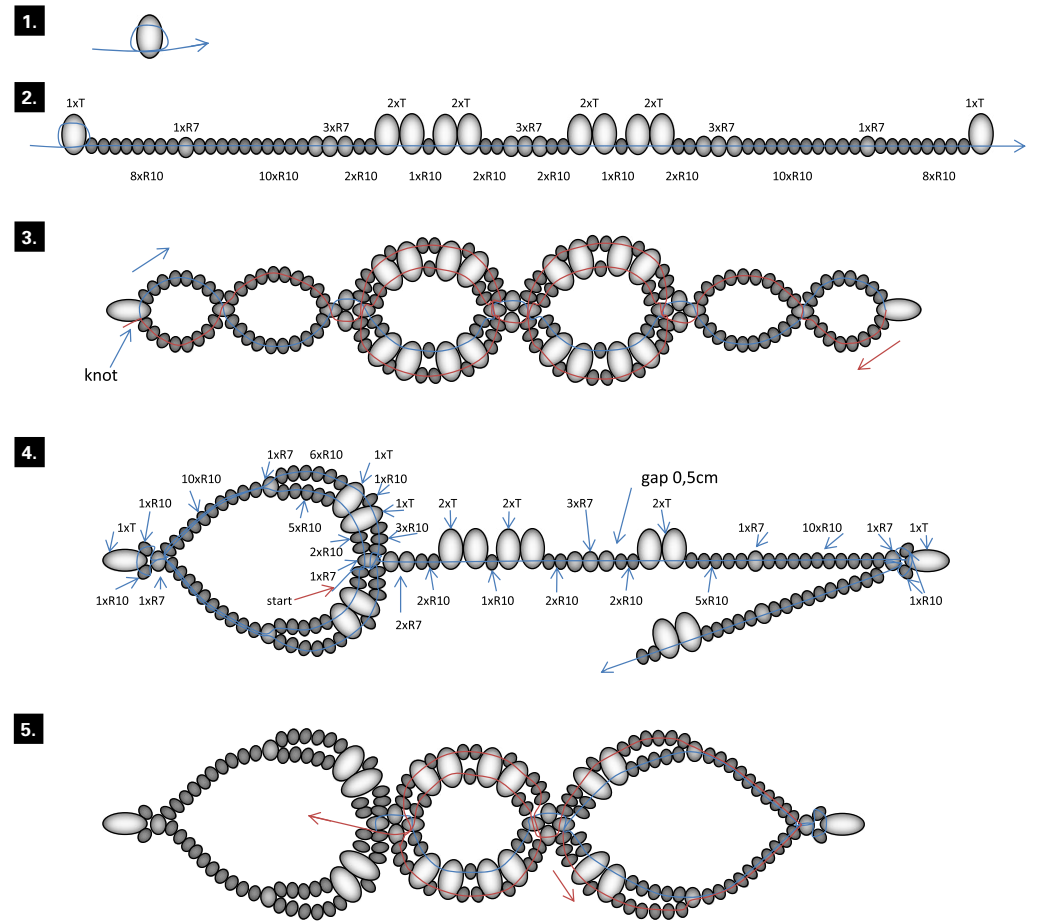 1.
2.
1xT 2xT 2xT 2xT 2xT 1xT
1xR7 3xR7 3xR7 3xR7 1xR7
8xR10 10xR10 2xR10 1xR10 2xR10 2xR10 1xR10 2xR10 10xR10 8xR10
3.
knot
4.
1xR7 6xR10 1xT
10xR10 1xR10 gap 0,5cm
1xR10 1xT 2xT 2xT 3xR7 2xT
1xT 5xR10 3xR10 1xR7 10xR10 1xR7 1xT
2xR10
1xR7
1xR10 1xR7 start 2xR10 1xR10 2xR10 2xR10 5xR10 1xR10
2xR7
5.